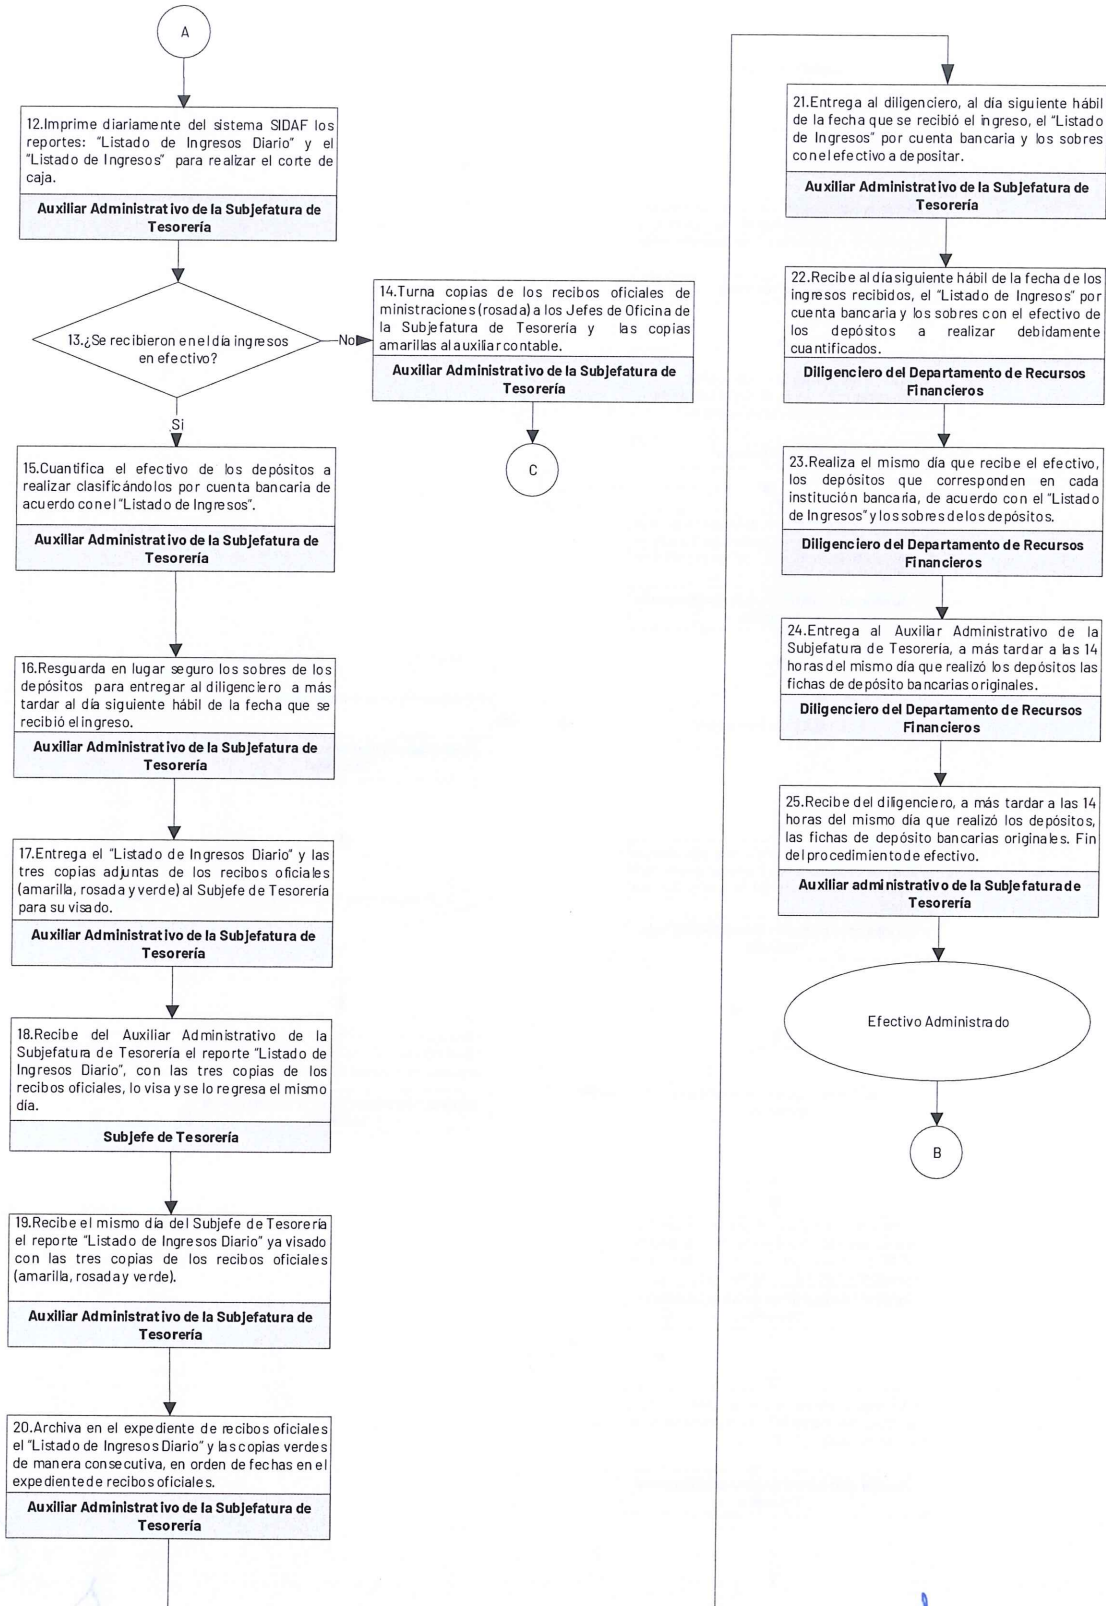 A
12.Imprime diariamente del sistema SIDAF los
reportes: "Listado de Ingresos Diario" y el
"Listado de Ingresos" para realizar el corte de
caja.
Auxiliar Administrativo de la Subjefatura de
Tesorería
13.¿Se recibieron en el día ingresos
en efectivo?
No
Si
14.Turna copias de los recibos oficiales de
ministraciones (rosada) a los Jefes de Oficina de
la Subjefatura de Tesorería y las copias
amarillas al auxiliar contable.
Auxiliar Administrativo de la Subjefatura de
Tesorería
C
15.Cuantifica el efectivo de los depósitos a
realizar clasificándolos por cuenta bancaria de
acuerdo con el "Listado de Ingresos".
Auxiliar Administrativo de la Subjefatura de
Tesorería
16.Resguarda en lugar seguro los sobres de los
depósitos para entregar al diligenciero a más
tardar al día siguiente hábil de la fecha que se
recibió el ingreso.
Auxiliar Administrativo de la Subjefatura de
Tesorería
17.Entrega el "Listado de Ingresos Diario" y las
tres copias adjuntas de los recibos oficiales
(amarilla, rosada y verde) al Subjefe de Tesorería
para su visado.
Auxiliar Administrativo de la Subjefatura de
Tesorería
18.Recibe del Auxiliar Administrativo de la
Subjefatura de Tesorería el reporte "Listado de
Ingresos Diario", con las tres copias de los
recibos oficiales, lo visa y se lo regresa el mismo
día.
Subjefe de Tesorería
19.Recibe el mismo día del Subjefe de Tesorería
el reporte "Listado de Ingresos Diario" ya visado
con las tres copias de los recibos oficiales
(amarilla, rosada y verde).
Auxiliar Administrativo de la Subjefatura de
Tesorería
20.Archiva en el expediente de recibos oficiales
el "Listado de Ingresos Diario" y las copias verdes
de manera consecutiva, en orden de fechas en el
expediente de recibos oficiales.
Auxiliar Administrativo de la Subjefatura de
Tesorería
21.Entrega al diligenciero, al día siguiente hábil
de la fecha que se recibió el ingreso, el "Listado
de Ingresos" por cuenta bancaria y los sobres
con el efectivo a depositar.
Auxiliar Administrativo de la Subjefatura de
Tesorería
22.Recibe al día siguiente hábil de la fecha de los
ingresos recibidos, el "Listado de Ingresos" por
cuenta bancaria y los sobres con el efectivo de
los depósitos a realizar debidamente
cuantificados.
Diligenciero del Departamento de Recursos
Financieros
23.Realiza el mismo día que recibe el efectivo,
los depósitos que corresponden en cada
institución bancaria, de acuerdo con el "Listado
de Ingresos" y los sobres de los depósitos.
Diligenciero del Departamento de Recursos
Financieros
24.Entrega al Auxiliar Administrativo de la
Subjefatura de Tesorería, a más tardar a las 14
horas del mismo día que realizó los depósitos las
fichas de depósito bancarias originales.
Diligenciero del Departamento de Recursos
Financieros
25.Recibe del diligenciero, a más tardar a las 14
horas del mismo día que realizó los depósitos,
las fichas de depósito bancarias originales. Fin
del procedimiento de efectivo.
Auxiliar administrativo de la Subjefatura de
Tesorería
Efectivo Administrado
B